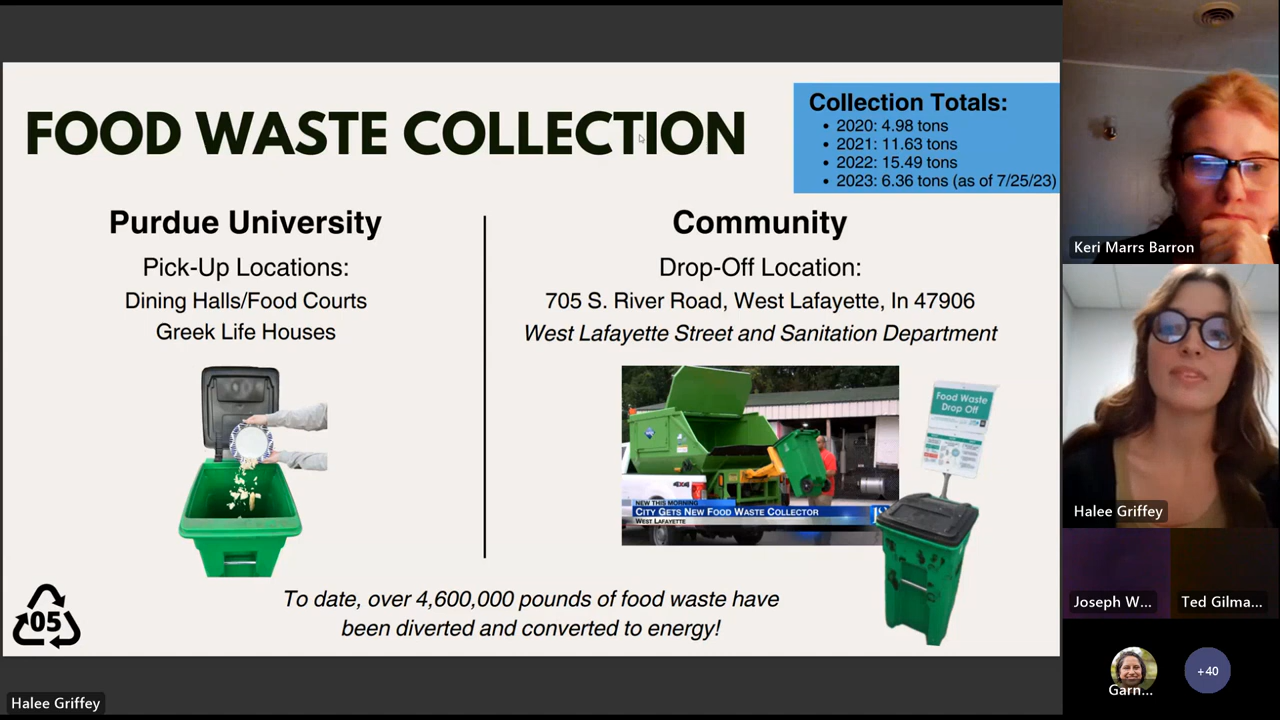 FOOD WASTE COLLECTION
Collection Totals:
• 2020: 4.98 tons
• 2021: 11.63 tons
• 2022: 15.49 tons
• 2023: 6.36 tons (as of 7/25/23)
Purdue University
Pick-Up Locations:
Dining Halls/Food Courts
Greek Life Houses
Community
Drop-Off Location:
705 S. River Road, West Lafayette, In 47906
West Lafayette Street and Sanitation Department
NEW THIS MORNING
CITY GETS NEW FOOD WASTE COLLECTOR
WEST LAFAYETTE
4X4
Food Waste
Drop Off
05
To date, over 4,600,000 pounds of food waste have
been diverted and converted to energy!
Halee Griffey
Keri Marrs Barron
Halee Griffey
Joseph W...
Ted Gilma...
Garn...
+40